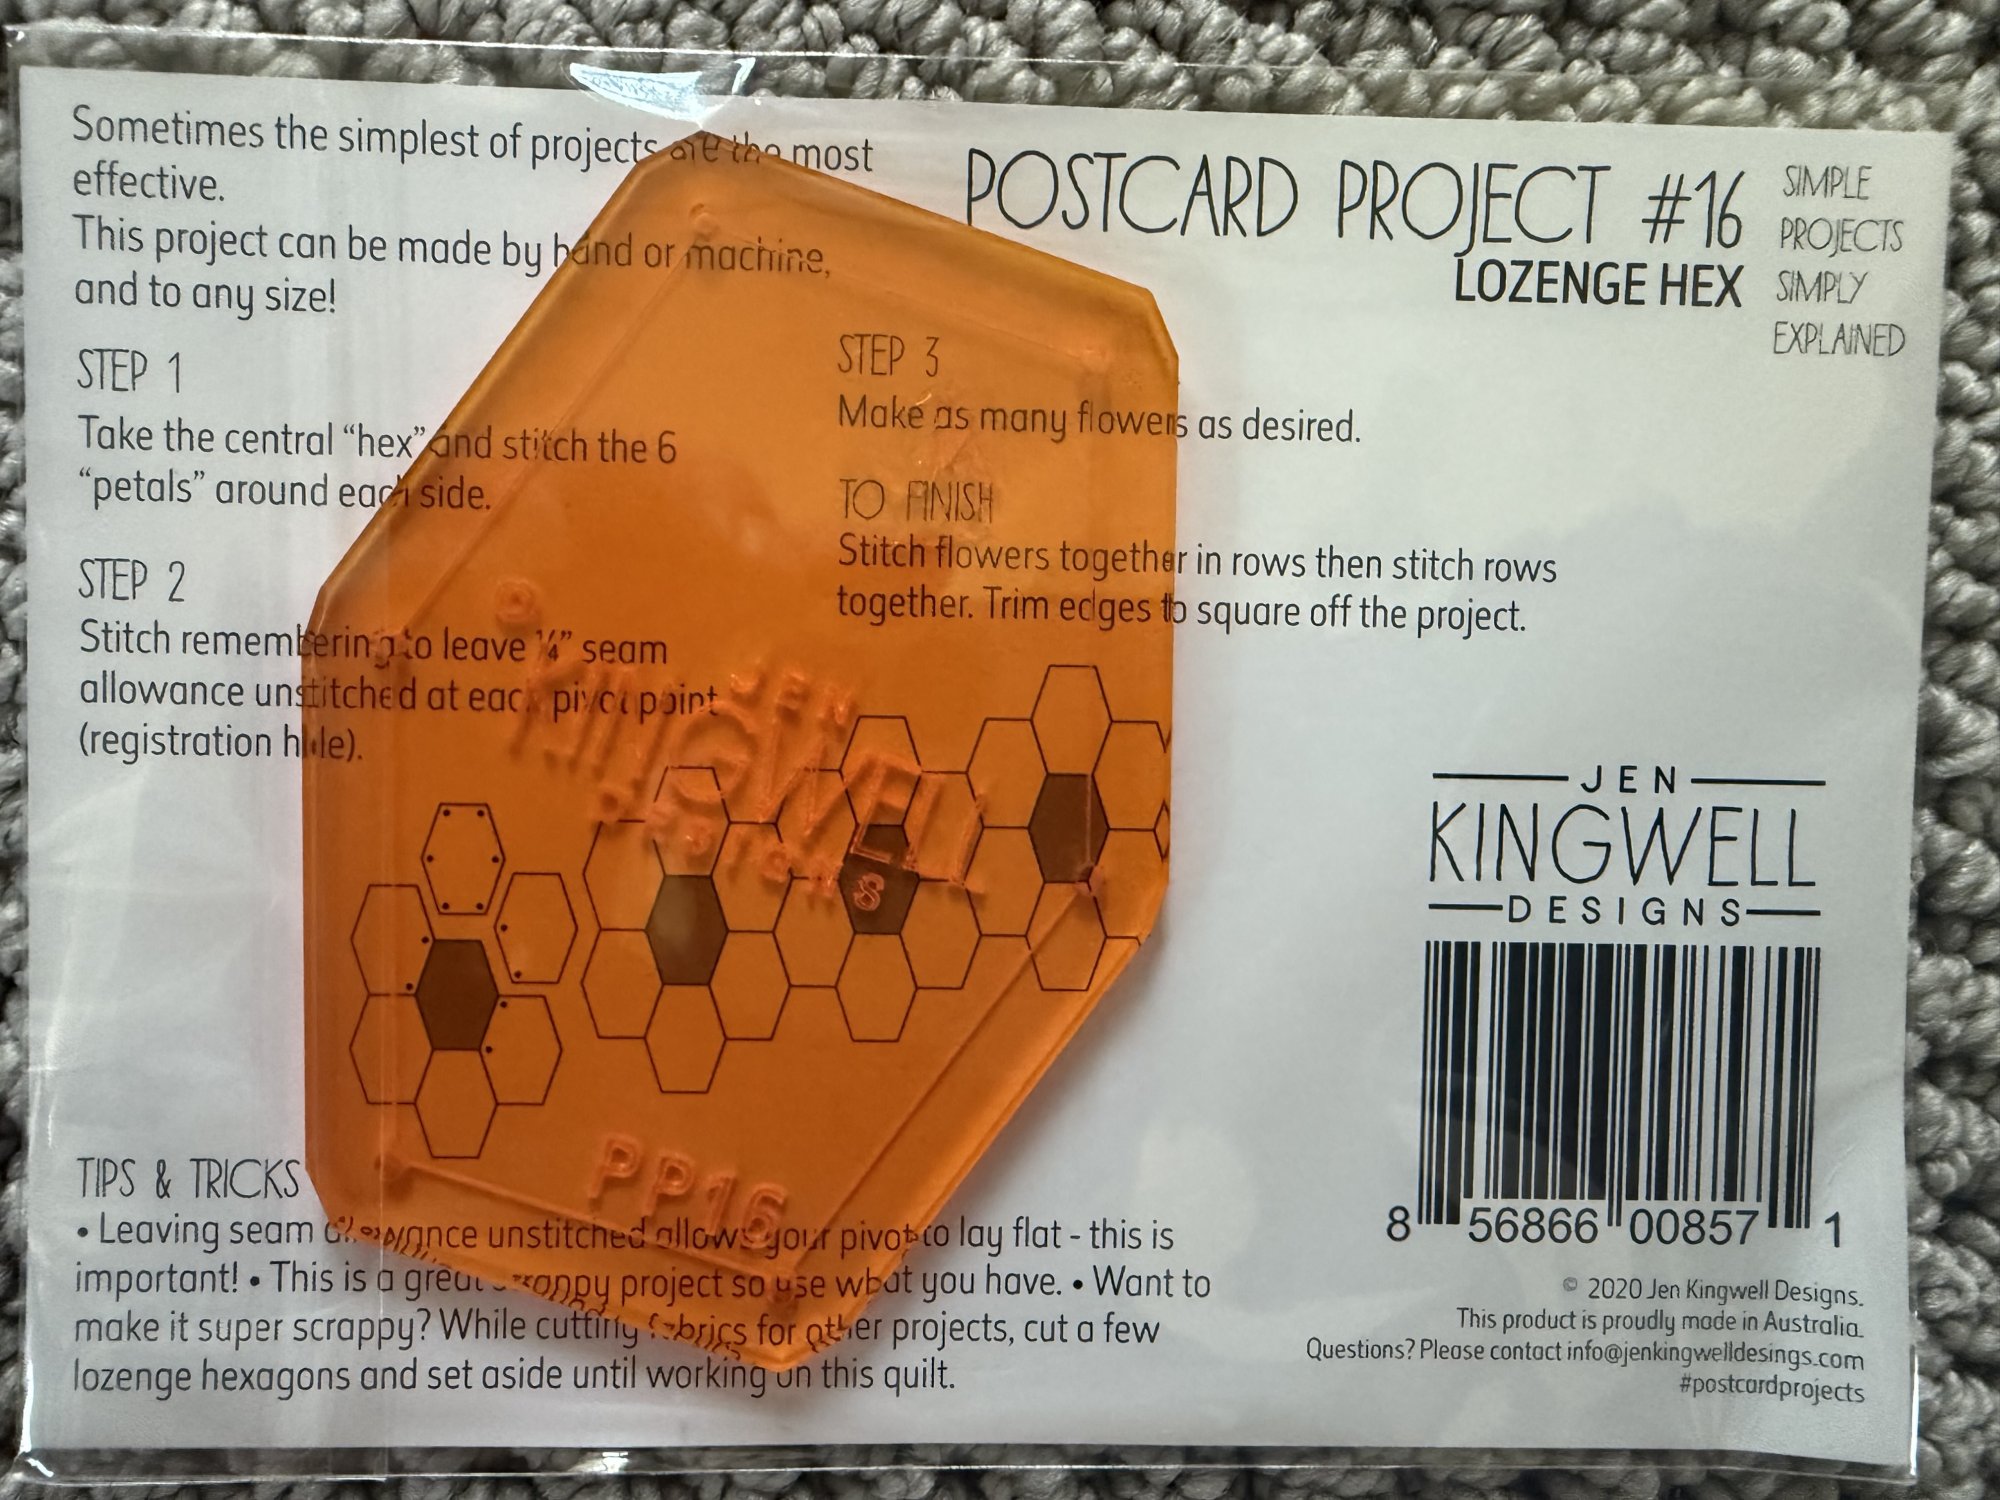 Sometimes the simplest of projects are the most
effective.
This project can be made by hand or machine,
and to any size!
STEP 1
Take the central “hex” and stitch the 6
“petals” around each side.
STEP 2
Stitch remembering to leave ¼” seam
allowance unstitched at each pivot point
(registration hole).
POSTCARD PROJECT #16
LOZENGE HEX
SIMPLE
PROJECTS
SIMPLY
EXPLAINED
STEP 3
Make as many flowers as desired.
TO FINISH
Stitch flowers together in rows then stitch rows
together. Trim edges to square off the project.
©
JEN
KINGWELL
DESIGNS
PP16
TIPS & TRICKS
• Leaving seam allowance unstitched allows your pivot to lay flat - this is
important! • This is a great scrappy project so use what you have. • Want to
make it super scrappy? While cutting fabrics for other projects, cut a few
lozenge hexagons and set aside until working on this quilt.
JEN
KINGWELL
DESIGNS
8 56866 00857 1
© 2020 Jen Kingwell Designs.
This product is proudly made in Australia.
Questions? Please contact info@jenkingwelldesings.com
#postcardprojects